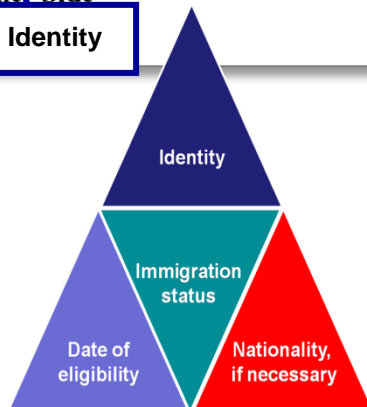 Identity
Identity
Immigration
status
Date of
eligibility
Nationality,
if necessary